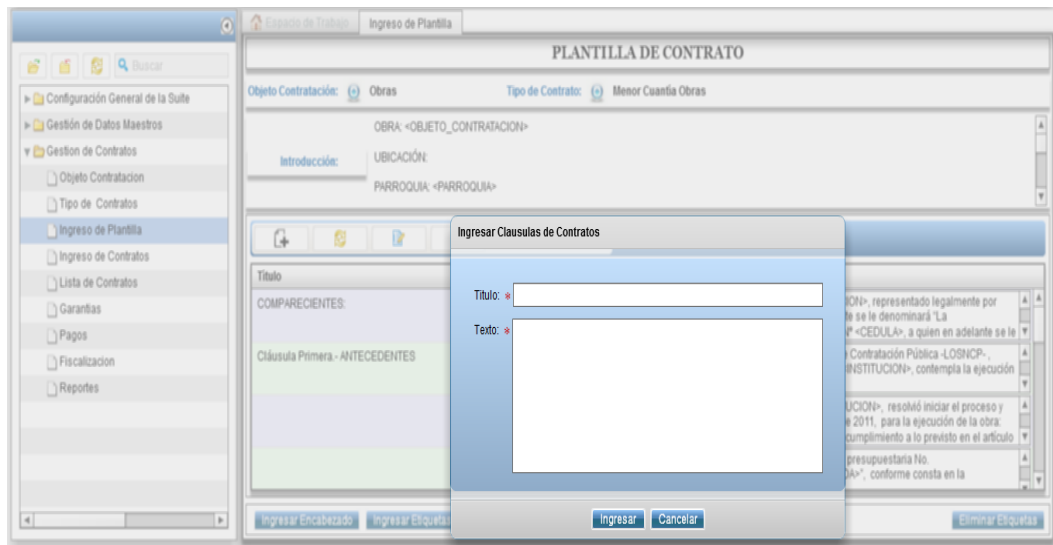 Espacio de Trabajo
Ingreso de Plantilla
Buscar
Configuración General de la Suite
Gestión de Datos Maestros
Gestion de Contratos
Objeto Contratacion
Tipo de Contratos
Ingreso de Plantilla
Ingreso de Contratos
Lista de Contratos
Garantias
Pagos
Fiscalizacion
Reportes
PLANTILLA DE CONTRATO
Objeto Contratación: Obras Tipo de Contrato: Menor Cuantia Obras
OBRA: <OBJETO_CONTRATACION>
Introducción: UBICACIÓN:
PARROQUIA: <PARROQUIA>
Titulo
COMPARECIENTES:
ION>, representado legalmente por
te se le denominará "La
Nº <CEDULA>, a quien en adelante se le
Cláusula Primera.- ANTECEDENTES
Contratación Pública -LOSNCP- ,
INSTITUCION>, contempla la ejecución
UCION>, resolvió iniciar el proceso y
e 2011, para la ejecución de la obra:
cumplimiento a lo previsto en el artículo
presupuestaria No.
DA>", conforme consta en la
Ingresar Clausulas de Contratos
Titulo: *
Texto: *
Ingresar Cancelar
Ingresar Encabezado Ingresar Etiquetas Eliminar Etiquetas